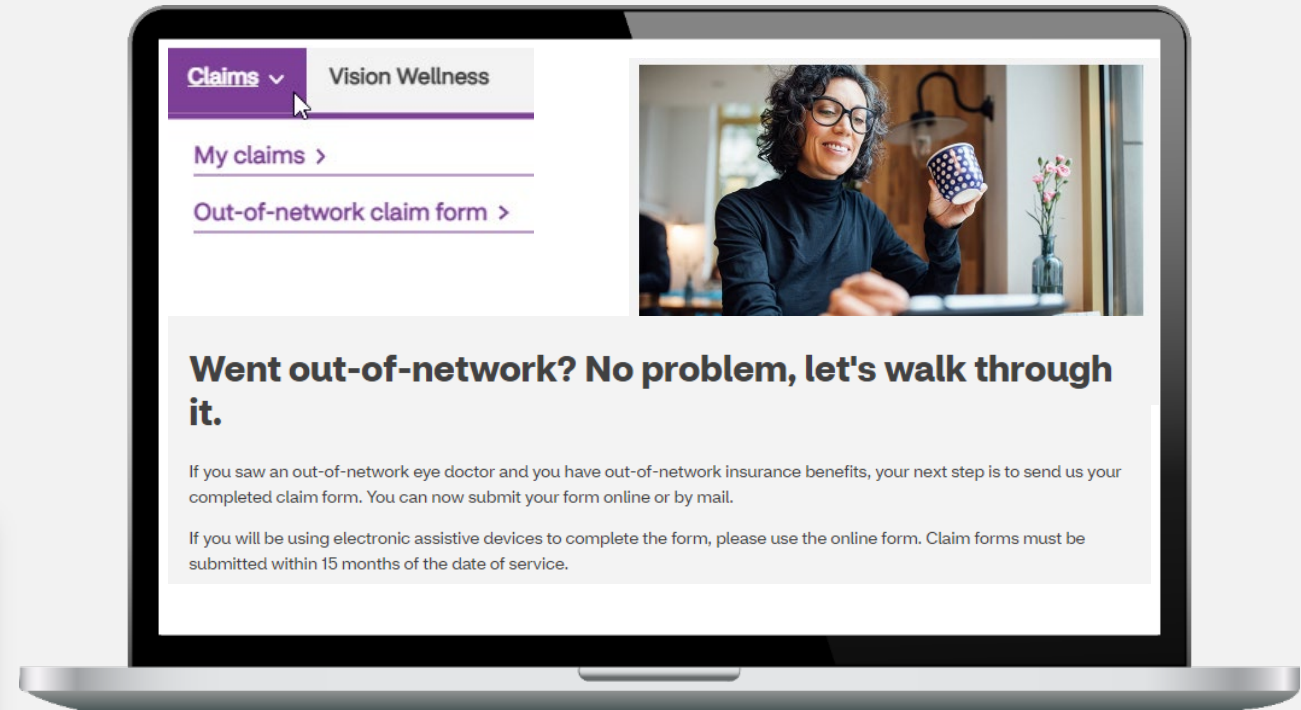 Claims Vision Wellness
My claims >
Out-of-network claim form >
Went out-of-network? No problem, let's walk through
it.
If you saw an out-of-network eye doctor and you have out-of-network insurance benefits, your next step is to send us your
completed claim form. You can now submit your form online or by mail.
If you will be using electronic assistive devices to complete the form, please use the online form. Claim forms must be
submitted within 15 months of the date of service.